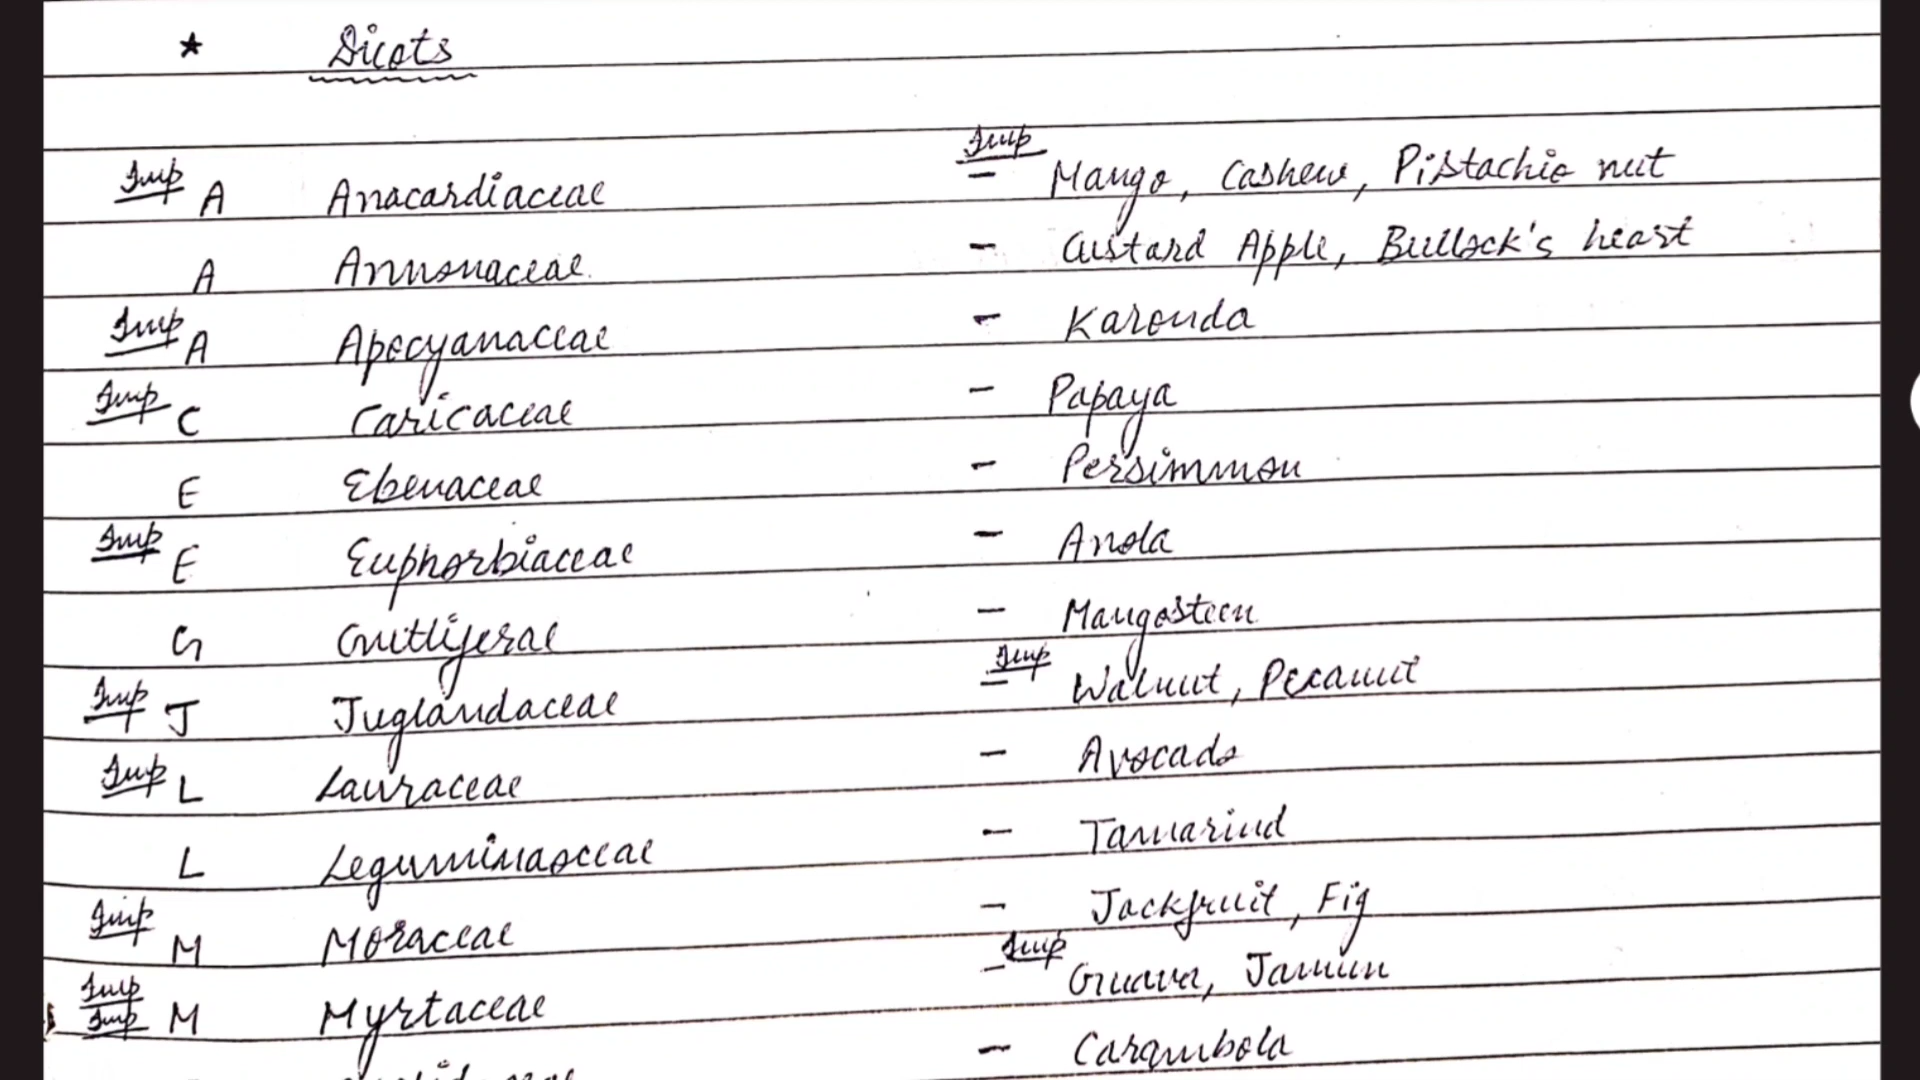 ★ Dicots
Imp A Anacardiaceae - Imp Mango, Cashew, Pistachio nut
A Annonaceae - Custard Apple, Bullock's heart
Imp A Apocyanaceae - Karonda
Imp C Caricaceae - Papaya
E Ebenaceae - Persimmon
Imp E Euphorbiaceae - Anola
G Guttiferae - Mangosteen
Imp J Juglandaceae - Imp Walnut, Pecanut
Imp L Lauraceae - Avocado
L Leguminaoceae - Tamarind
Imp M Moraceae - Jackfruit, Fig
Imp Imp M Myrtaceae - Imp Guava, Jamun
- Carambola